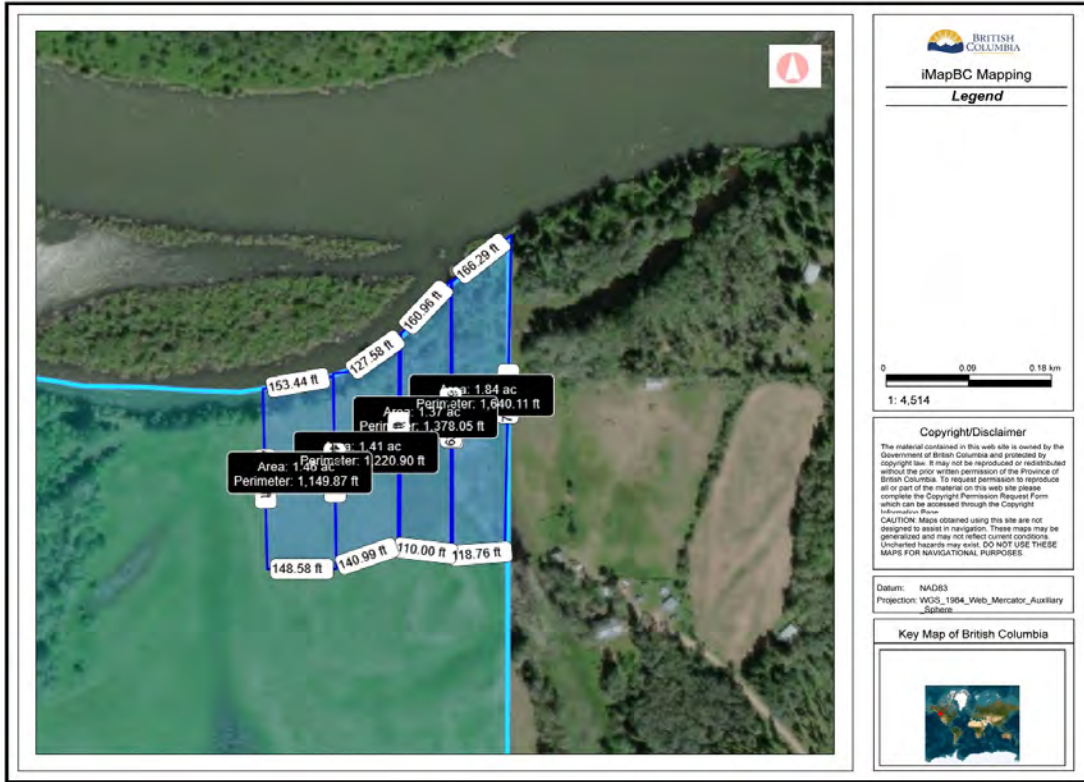 166.29 ft
160.96 ft
127.58 ft
153.44 ft
Area: 1.84 ac
Perimeter: 1,640.11 ft
Area: 1.37 ac
Perimeter: 1,378.05 ft
Area: 1.41 ac
Perimeter: 1,220.90 ft
Area: 1.46 ac
Perimeter: 1,149.87 ft
148.58 ft
140.99 ft
110.00 ft
118.76 ft
BRITISH
COLUMBIA
iMapBC Mapping
Legend
0 0.09 0.18 km
1: 4,514
Copyright/Disclaimer
The material contained in this web site is owned by the
Government of British Columbia and protected by
copyright law. It may not be reproduced or redistributed
without the prior written permission of the Province of
British Columbia. To request permission to reproduce
all or part of the material on this web site please
complete the Copyright Permission Request Form
which can be accessed through the Copyright
Information Page.
CAUTION: Maps obtained using this site are not
designed to assist in navigation. These maps may be
generalized and may not reflect current conditions.
Uncharted hazards may exist. DO NOT USE THESE
MAPS FOR NAVIGATIONAL PURPOSES.
Datum: NAD83
Projection: WGS_1984_Web_Mercator_Auxiliary
_Sphere
Key Map of British Columbia